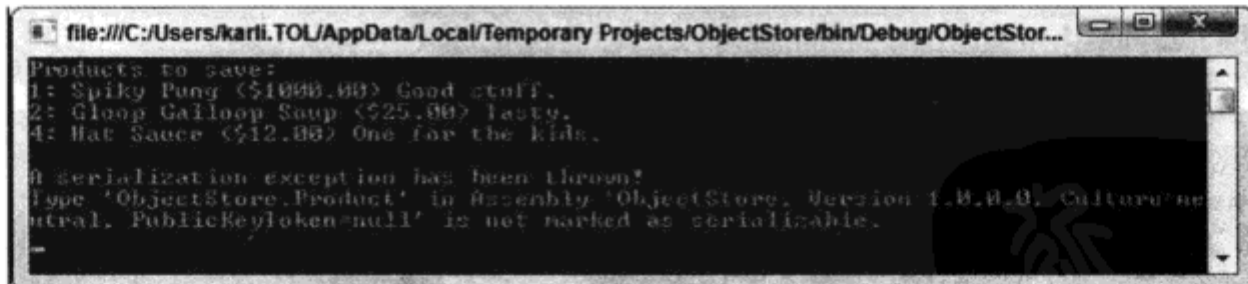 file:///C:/Users/karli.TOL/AppData/Local/Temporary Projects/ObjectStore/bin/Debug/ObjectStor...
Products to save:
1: Spiky Pung ($1000.00) Good stuff.
2: Gloop Galloop Soup ($25.00) Tasty.
4: Hat Sauce ($12.00) One for the kids.
A serialization exception has been thrown!
Type 'ObjectStore.Product' in Assembly 'ObjectStore, Version=1.0.0.0, Culture=ne
utral, PublicKeyToken=null' is not marked as serializable.